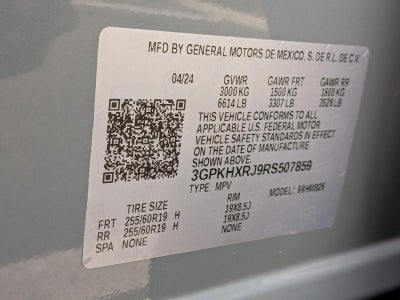 MFD BY GENERAL MOTORS DE MEXICO, S. DE R.L. DE C.V.
04/24 GVWR GAWR FRT GAWR RR
3000 KG 1500 KG 1600 KG
6614 LB 3307 LB 3528 LB
THIS VEHICLE CONFORMS TO ALL
APPLICABLE U.S. FEDERAL MOTOR
VEHICLE SAFETY STANDARDS IN EFFECT
ON THE DATE OF MANUFACTURE
SHOWN ABOVE.
3GPKHXRJ9RS507859
TYPE: MPV MODEL:
TIRE SIZE RIM
FRT 255/60R19 H 19X8.5J
RR 255/60R19 H 19X8.5J
SPA NONE NONE